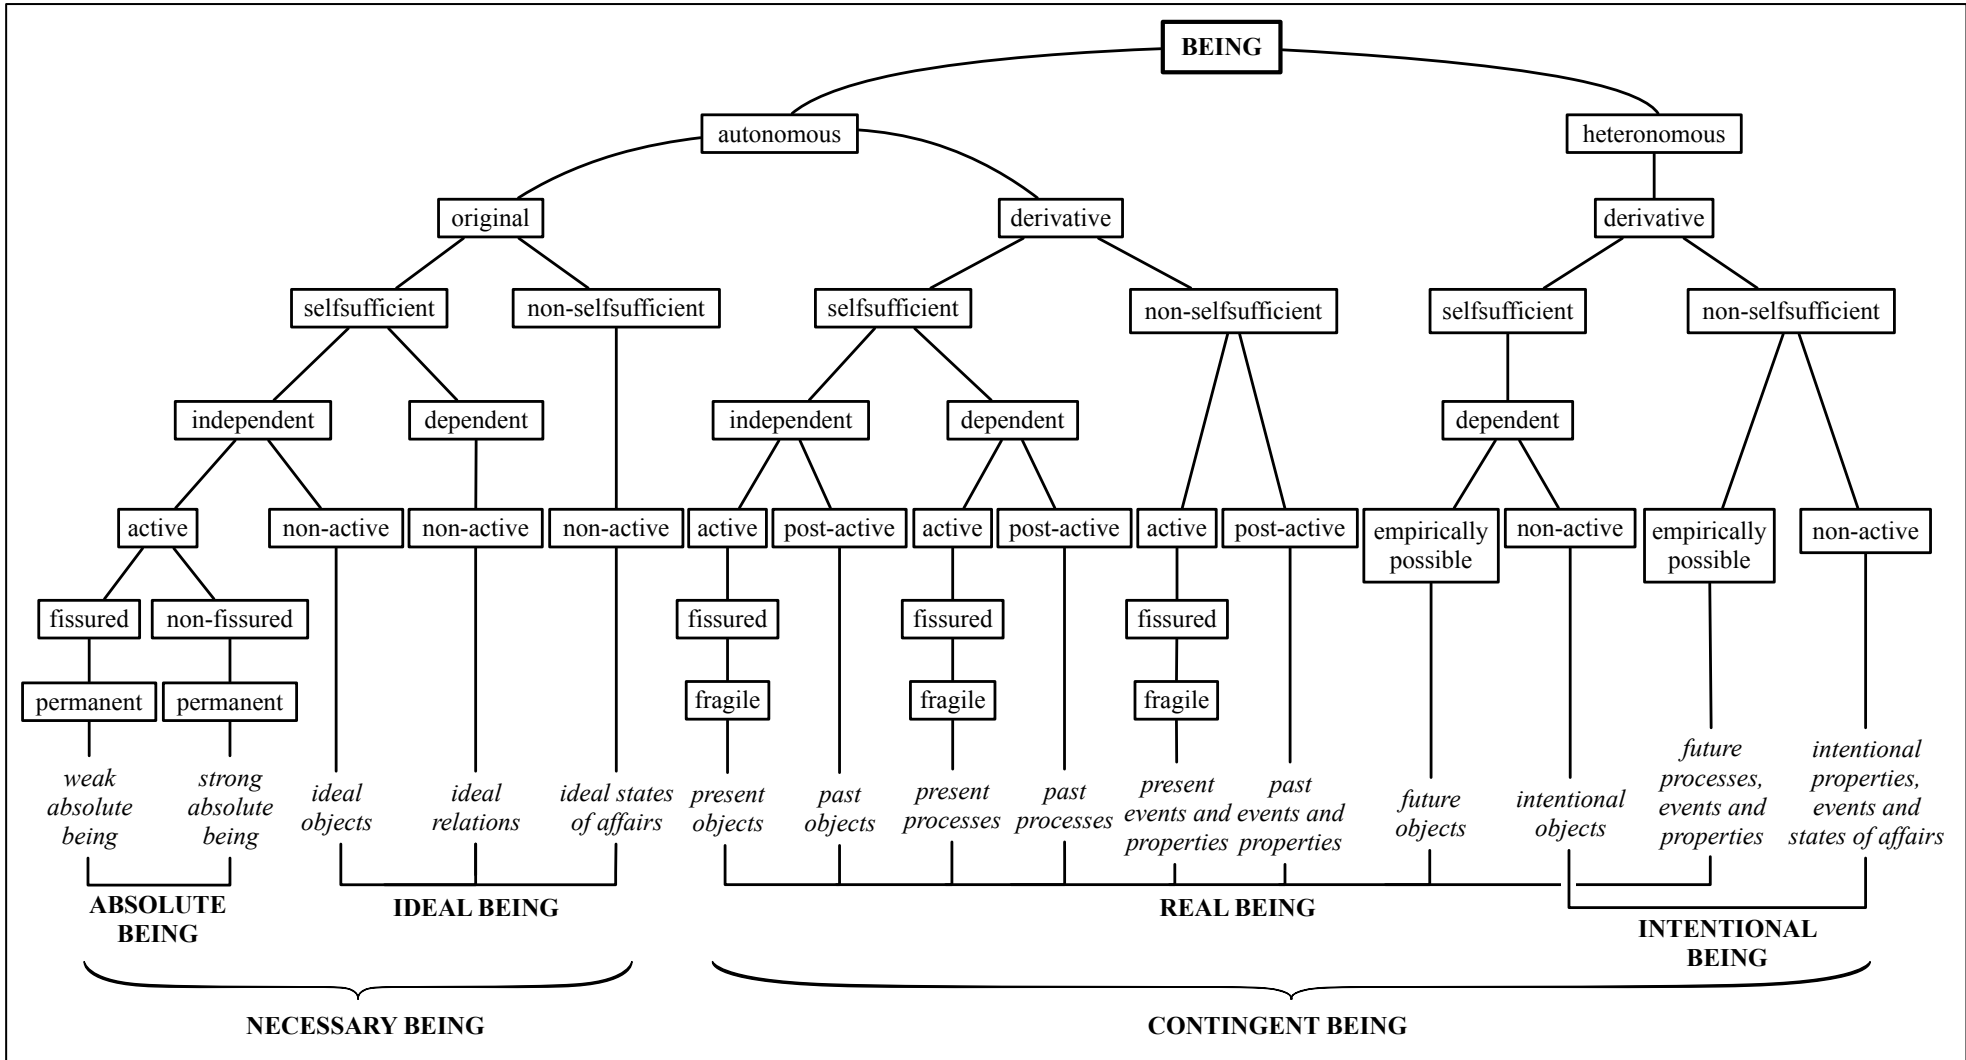 BEING
autonomous
heteronomous
original
derivative
derivative
selfsufficient
non-selfsufficient
selfsufficient
non-selfsufficient
selfsufficient
non-selfsufficient
independent
dependent
independent
dependent
dependent
active
non-active
non-active
non-active
active
post-active
active
post-active
active
post-active
empirically
possible
non-active
empirically
possible
non-active
fissured
non-fissured
fissured
fissured
fissured
permanent
permanent
fragile
fragile
fragile
weak
absolute
being
strong
absolute
being
ideal
objects
ideal
relations
ideal states
of affairs
present
objects
past
objects
present
processes
past
processes
present
events and
properties
past
events and
properties
future
objects
intentional
objects
future
processes,
events and
properties
intentional
properties,
events and
states of affairs
ABSOLUTE
BEING
IDEAL BEING
REAL BEING
INTENTIONAL
BEING
NECESSARY BEING
CONTINGENT BEING